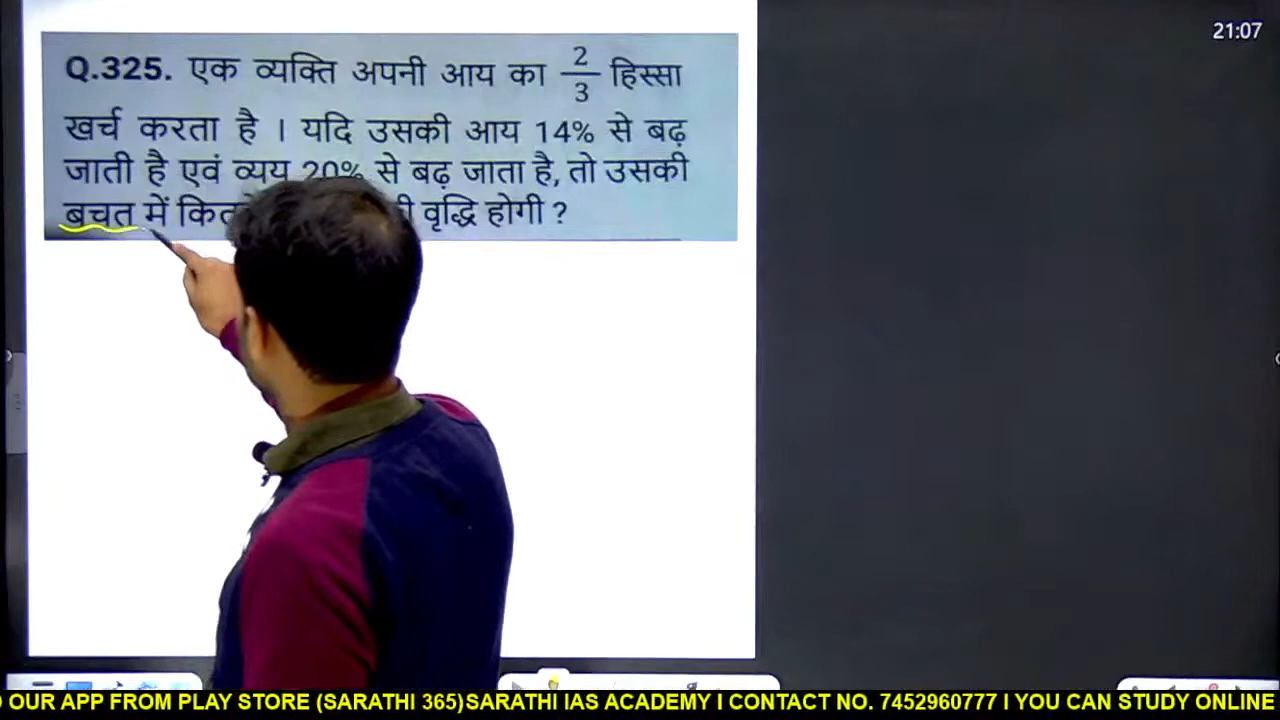 21:07
Q.325. एक व्यक्ति अपनी आय का 2/3 हिस्सा
खर्च करता है । यदि उसकी आय 14% से बढ़
जाती है एवं व्यय 20% से बढ़ जाता है, तो उसकी
बचत में वृद्धि होगी ?
OUR APP FROM PLAY STORE (SARATHI 365)SARATHI IAS ACADEMY I CONTACT NO. 7452960777 I YOU CAN STUDY ONLINE